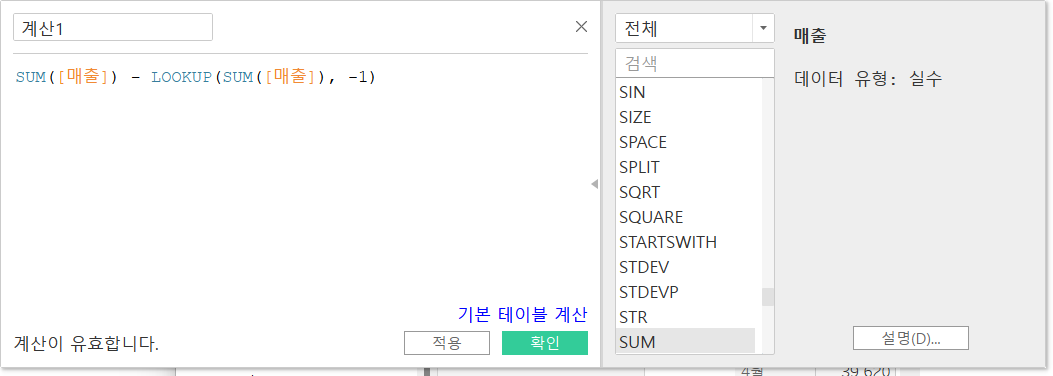 계산1
SUM([매출]) - LOOKUP(SUM([매출]), -1)
기본 테이블 계산
계산이 유효합니다.
적용
확인
전체
검색
SIN
SIZE
SPACE
SPLIT
SQRT
SQUARE
STARTSWITH
STDEV
STDEVP
STR
SUM
매출
데이터 유형: 실수
설명(D)...
4월
39,620